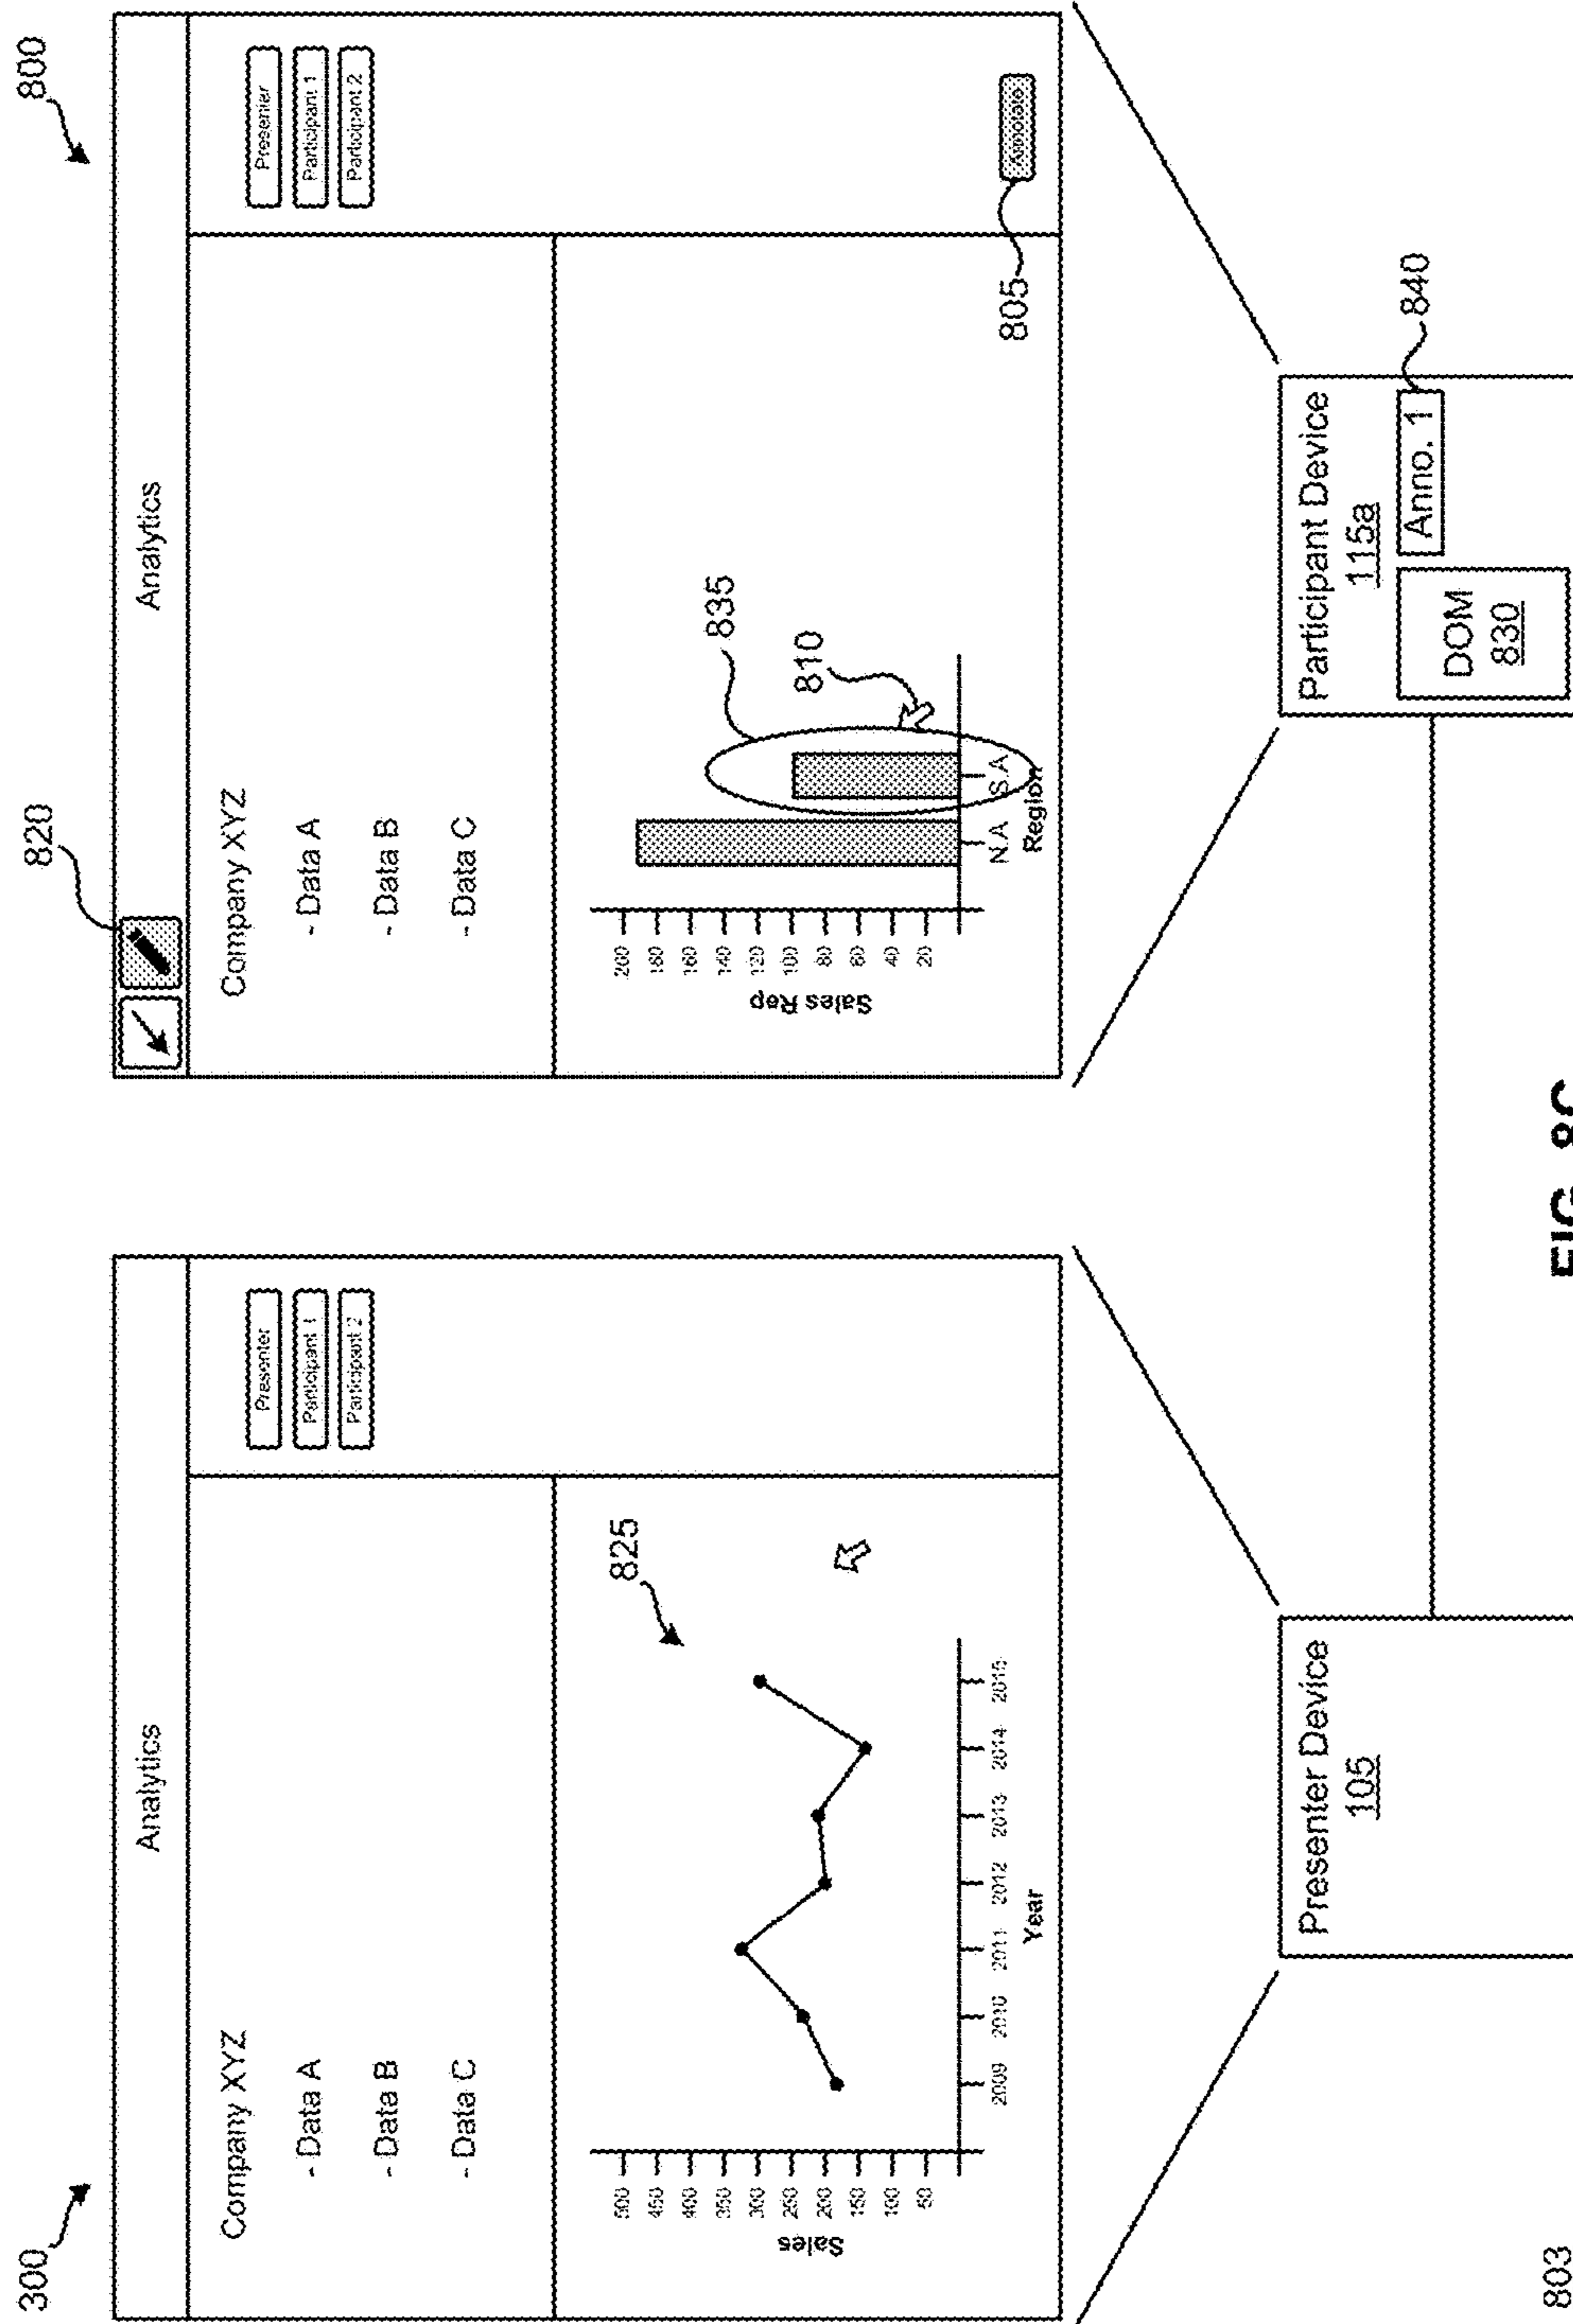 300
Analytics
Company XYZ
- Data A
- Data B
- Data C
Presenter
Participant 1
Participant 2
825
Sales
500
450
400
350
300
250
200
150
100
50
2009 2010 2011 2012 2013 2014 2015
Year
Presenter Device
105
800
820
Analytics
Company XYZ
- Data A
- Data B
- Data C
Presenter
Participant 1
Participant 2
835
810
Sales Rep
200
180
160
140
120
100
80
60
40
20
N.A S.A
Region
Annotate
805
Participant Device
115a
Anno. 1
840
DOM
830
803
FIG. 8C